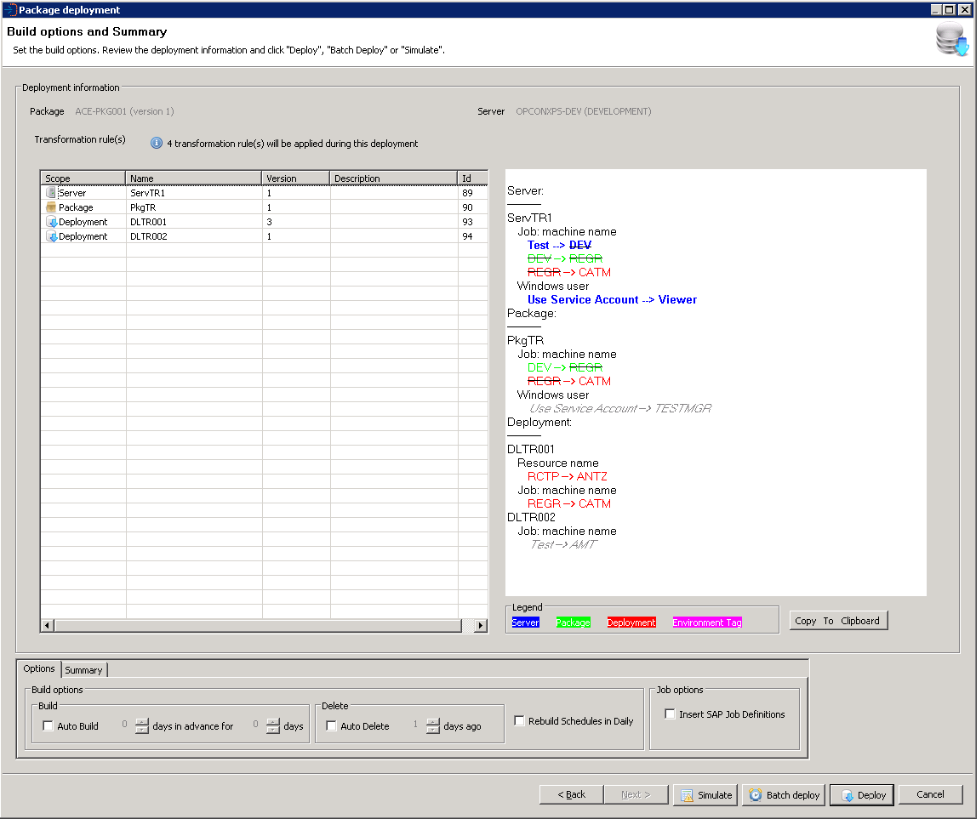 Package deployment
Build options and Summary
Set the build options. Review the deployment information and click "Deploy", "Batch Deploy" or "Simulate".
Deployment information
Package ACE-PKG001 (version 1) Server OPCONXPS-DEV (DEVELOPMENT)
Transformation rule(s) 4 transformation rule(s) will be applied during this deployment
Scope Name Version Description Id
Server ServTR1 1 89
Package PkgTR 1 90
Deployment DLTR001 3 93
Deployment DLTR002 1 94
Server:
ServTR1
Job: machine name
Test --> DEV
DEV --> REGR
REGR --> CATM
Windows user
Use Service Account --> Viewer
Package:
PkgTR
Job: machine name
DEV --> REGR
REGR --> CATM
Windows user
Use Service Account --> TESTMGR
Deployment:
DLTR001
Resource name
RCTP --> ANTZ
Job: machine name
REGR --> CATM
DLTR002
Job: machine name
Test --> AMT
Legend
Server Package Deployment Environment Tag
Copy To Clipboard
Options Summary
Build options
Build
Auto Build 0 days in advance for 0 days
Delete
Auto Delete 1 days ago
Rebuild Schedules in Daily
Job options
Insert SAP Job Definitions
< Back Next > Simulate Batch deploy Deploy Cancel